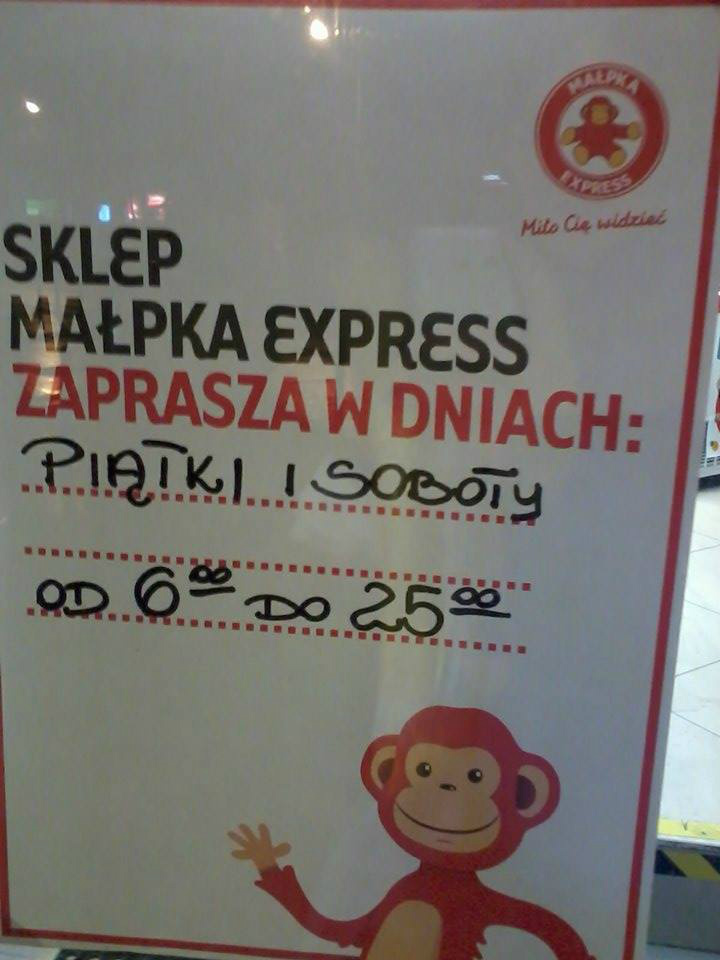 MAŁPKA
EXPRESS
Miło Cię widzieć
SKLEP
MAŁPKA EXPRESS
ZAPRASZA W DNIACH:
PIĄTKI I SOBOTY
OD 6⁰⁰ DO 25⁰⁰